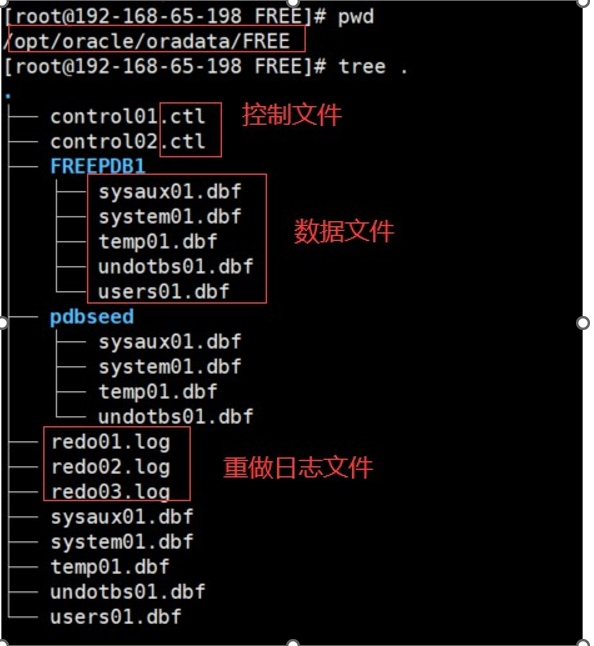 [root@192-168-65-198 FREE]# pwd
/opt/oracle/oradata/FREE
[root@192-168-65-198 FREE]# tree .
.
├── control01.ctl 控制文件
├── control02.ctl
├── FREEPDB1
│   ├── sysaux01.dbf
│   ├── system01.dbf
│   ├── temp01.dbf 数据文件
│   ├── undotbs01.dbf
│   └── users01.dbf
├── pdbseed
│   ├── sysaux01.dbf
│   ├── system01.dbf
│   ├── temp01.dbf
│   └── undotbs01.dbf
├── redo01.log
├── redo02.log 重做日志文件
├── redo03.log
├── sysaux01.dbf
├── system01.dbf
├── temp01.dbf
├── undotbs01.dbf
└── users01.dbf